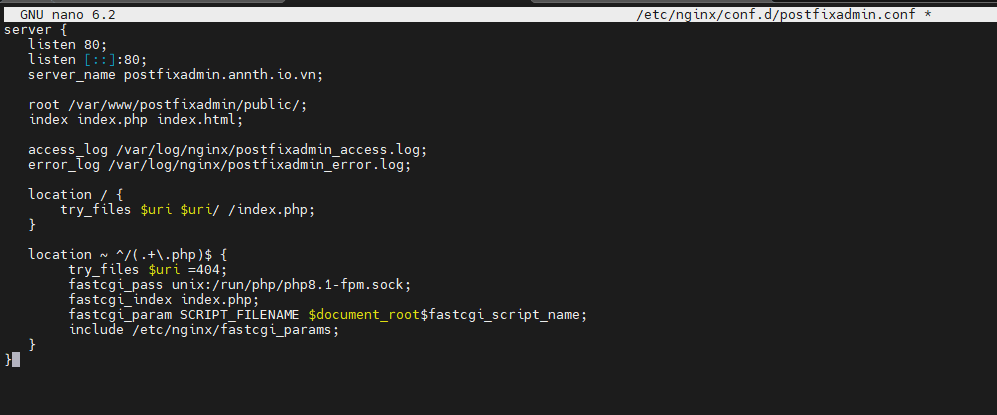 GNU nano 6.2 /etc/nginx/conf.d/postfixadmin.conf *
server {
   listen 80;
   listen [::]:80;
   server_name postfixadmin.annth.io.vn;

   root /var/www/postfixadmin/public/;
   index index.php index.html;

   access_log /var/log/nginx/postfixadmin_access.log;
   error_log /var/log/nginx/postfixadmin_error.log;

   location / {
       try_files $uri $uri/ /index.php;
   }

   location ~ ^/(.+\.php)$ {
        try_files $uri =404;
        fastcgi_pass unix:/run/php/php8.1-fpm.sock;
        fastcgi_index index.php;
        fastcgi_param SCRIPT_FILENAME $document_root$fastcgi_script_name;
        include /etc/nginx/fastcgi_params;
   }
}